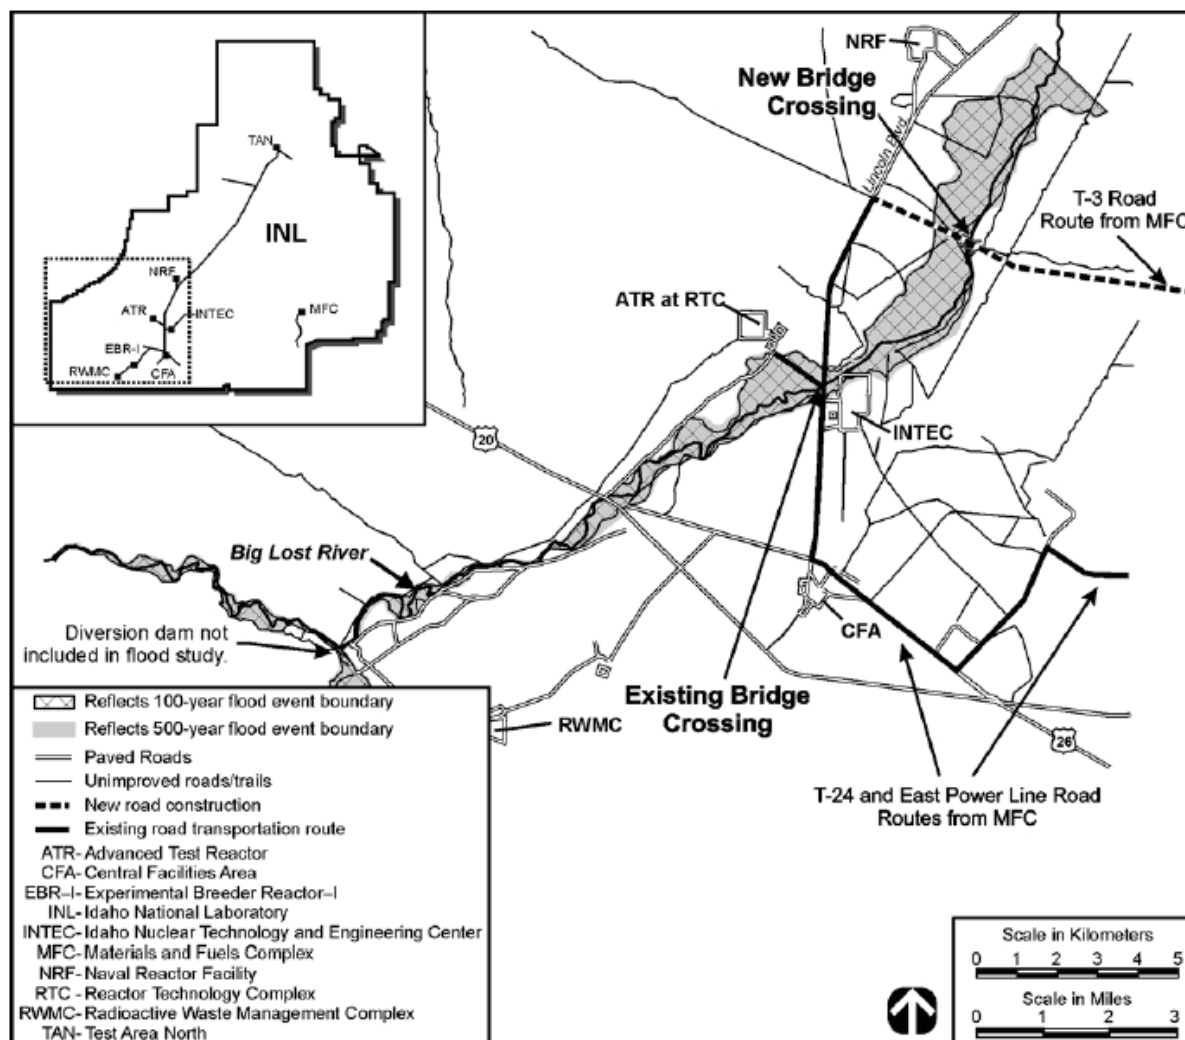 TAN
INL
NRF
ATR
INTEC
MFC
EBR-I
RWMC
CFA
NRF
New Bridge
Crossing
Lincoln Blvd
T-3 Road
Route from MFC
ATR at RTC
20
INTEC
Big Lost River
CFA
Diversion dam not
included in flood study.
Existing Bridge
Crossing
RWMC
26
T-24 and East Power Line Road
Routes from MFC
Reflects 100-year flood event boundary
Reflects 500-year flood event boundary
Paved Roads
Unimproved roads/trails
New road construction
Existing road transportation route
ATR- Advanced Test Reactor
CFA- Central Facilities Area
EBR–I- Experimental Breeder Reactor–I
INL- Idaho National Laboratory
INTEC- Idaho Nuclear Technology and Engineering Center
MFC- Materials and Fuels Complex
NRF- Naval Reactor Facility
RTC - Reactor Technology Complex
RWMC- Radioactive Waste Management Complex
TAN- Test Area North
Scale in Kilometers
0 1 2 3 4 5
Scale in Miles
0 1 2 3